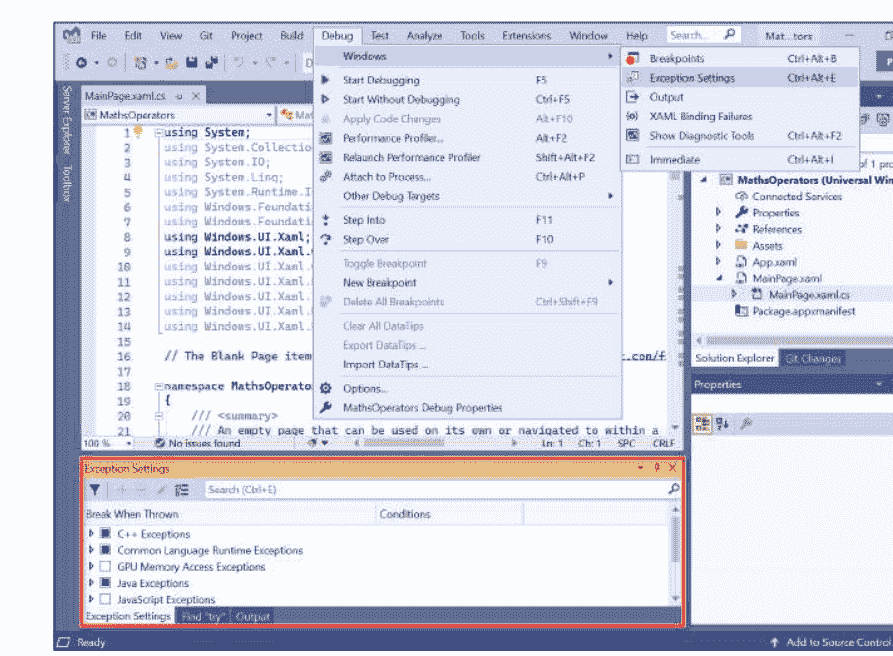 File Edit View Git Project Build Debug Test Analyze Tools Extensions Window Help Search... Mat...tors
Windows
Start Debugging F5
Start Without Debugging Ctrl+F5
Apply Code Changes Alt+F10
Performance Profiler... Alt+F2
Relaunch Performance Profiler Shift+Alt+F2
Attach to Process... Ctrl+Alt+P
Other Debug Targets
Step Into F11
Step Over F10
Toggle Breakpoint F9
New Breakpoint
Delete All Breakpoints Ctrl+Shift+F9
Clear All DataTips
Export DataTips ...
Import DataTips ...
Options...
MathsOperators Debug Properties
Breakpoints Ctrl+Alt+B
Exception Settings Ctrl+Alt+E
Output
XAML Binding Failures
Show Diagnostic Tools Ctrl+Alt+F2
Immediate Ctrl+Alt+I
Server Explorer
Toolbox
MainPage.xaml.cs
MathsOperators
1 using System;
2 using System.Collectio
3 using System.IO;
4 using System.Linq;
5 using System.Runtime.I
6 using Windows.Foundati
7 using Windows.Foundati
8 using Windows.UI.Xaml;
9 using Windows.UI.Xaml.
10 using Windows.UI.Xaml.
11 using Windows.UI.Xaml.
12 using Windows.UI.Xaml.
13 using Windows.UI.Xaml.
14 using Windows.UI.Xaml.
15
16 // The Blank Page item
17
18 namespace MathsOperato
19 {
20 /// <summary>
21 /// An empty page that can be used on its own or navigated to within a
100 % No issues found Ln: 1 Ch: 1 SPC CRLF
of 1 pro
MathsOperators (Universal Win
Connected Services
Properties
References
Assets
App.xaml
MainPage.xaml
MainPage.xaml.cs
Package.appxmanifest
Solution Explorer Git Changes
Properties
Exception Settings
Search (Ctrl+E)
Break When Thrown Conditions
C++ Exceptions
Common Language Runtime Exceptions
GPU Memory Access Exceptions
Java Exceptions
JavaScript Exceptions
Exception Settings Find "try" Output
Ready Add to Source Control